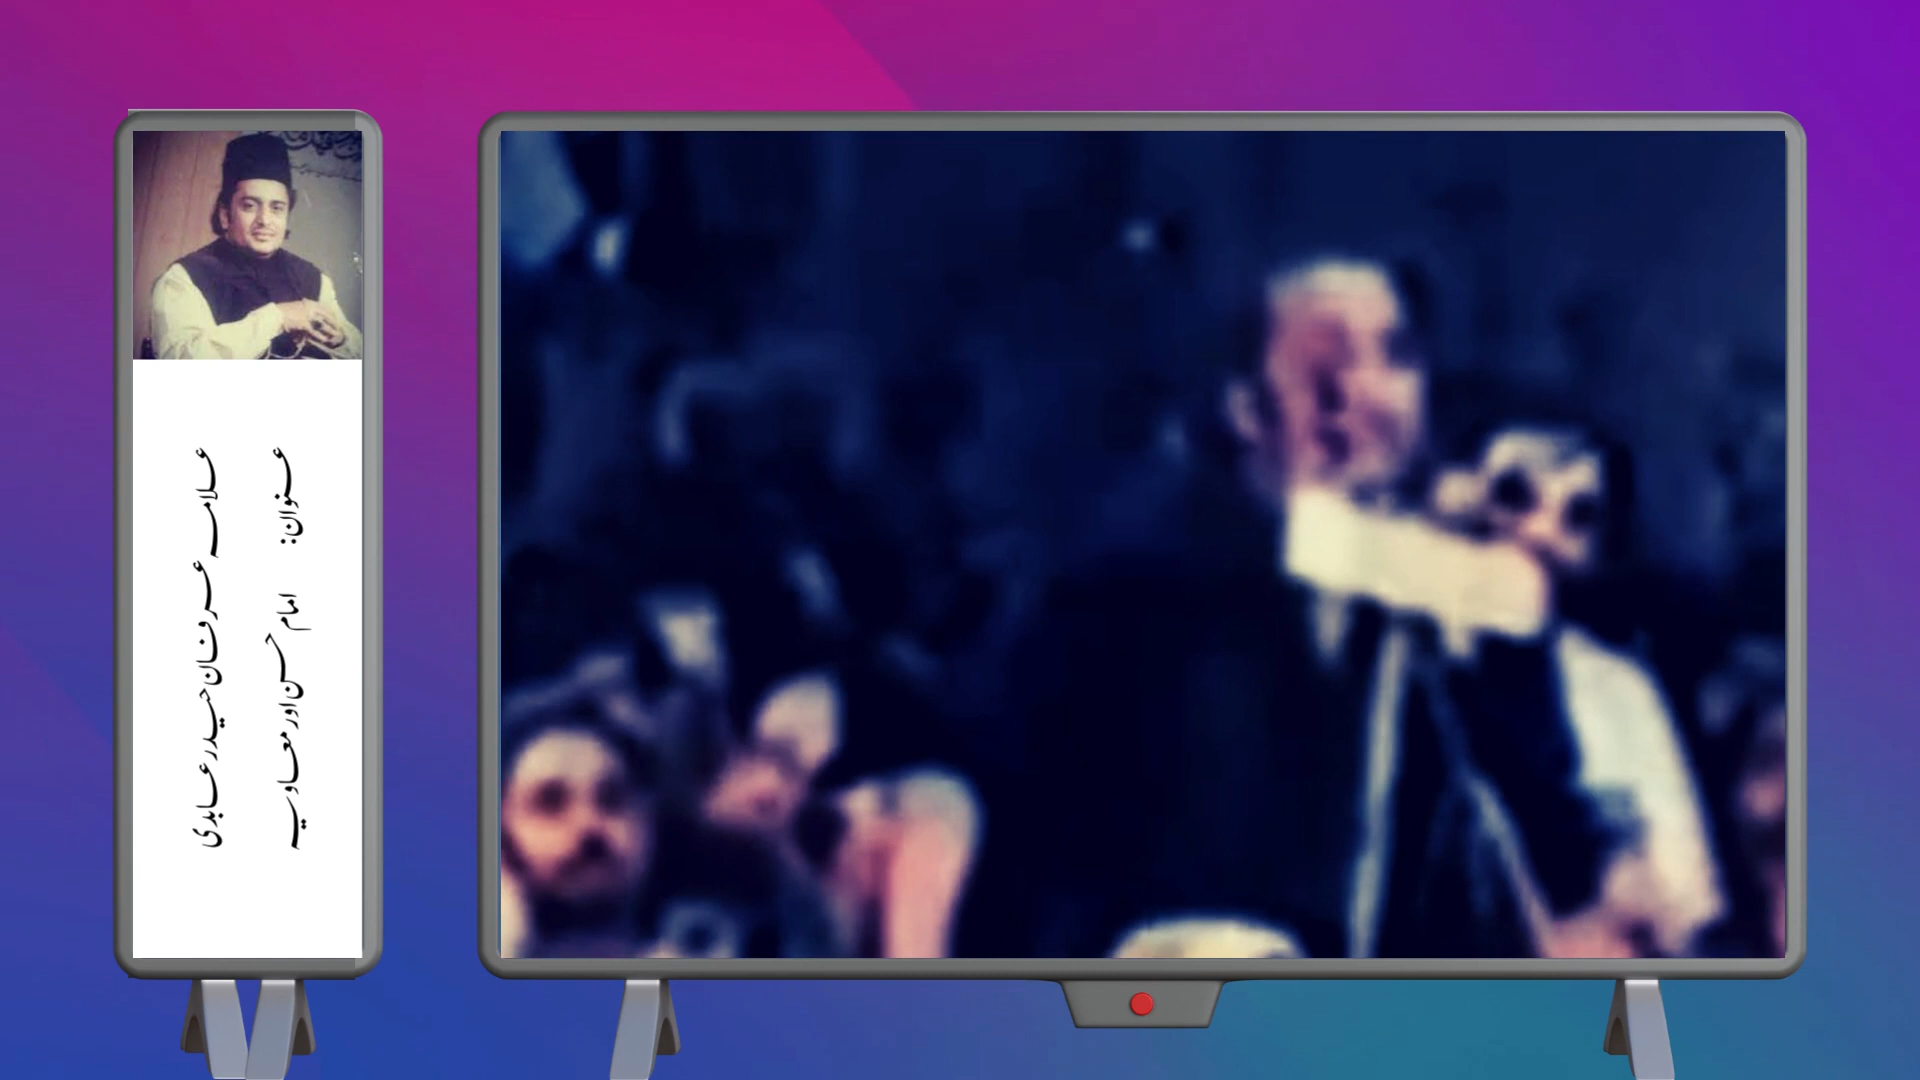 علامہ عرفان حیدر عابدی
عنوان: امام حسن اور معاویہ